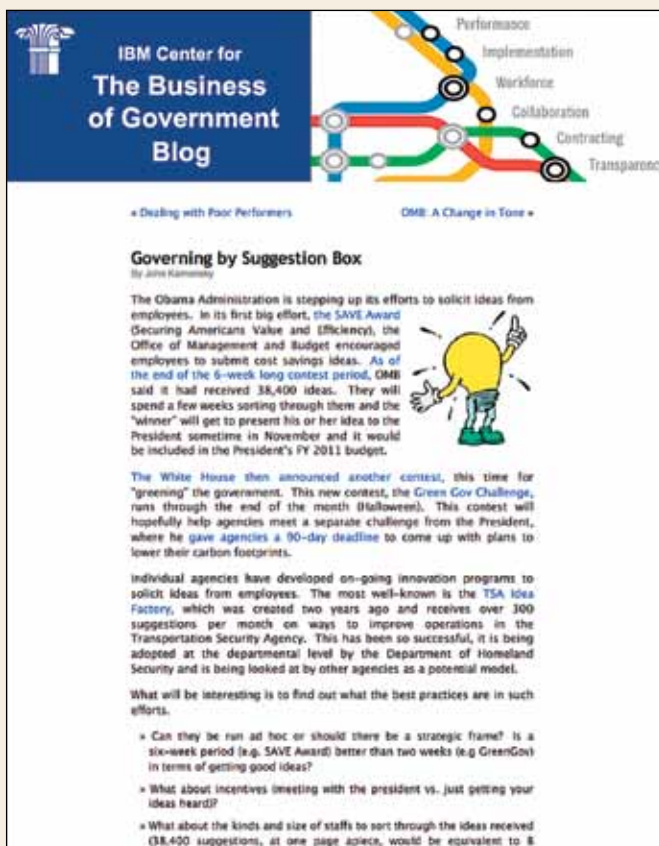 IBM Center for
The Business
of Government
Blog
Performance
Implementation
Workforce
Collaboration
Contracting
Transparenc
« Dealing with Poor Performers
OMB: A Change in Tone »
Governing by Suggestion Box
By John Kamensky
The Obama Administration is stepping up its efforts to solicit ideas from
employees. In its first big effort, the SAVE Award
(Securing Americans Value and Efficiency), the
Office of Management and Budget encouraged
employees to submit cost savings ideas. As of
the end of the 6-week long contest period, OMB
said it had received 38,400 ideas. They will
spend a few weeks sorting through them and the
"winner" will get to present his or her idea to the
President sometime in November and it would
be included in the President's FY 2011 budget.
The White House then announced another contest, this time for
"greening" the government. This new contest, the Green Gov Challenge,
runs through the end of the month (Halloween). This contest will
hopefully help agencies meet a separate challenge from the President,
where he gave agencies a 90-day deadline to come up with plans to
lower their carbon footprints.
Individual agencies have developed on-going innovation programs to
solicit ideas from employees. The most well-known is the TSA Idea
Factory, which was created two years ago and receives over 300
suggestions per month on ways to improve operations in the
Transportation Security Agency. This has been so successful, it is being
adopted at the departmental level by the Department of Homeland
Security and is being looked at by other agencies as a potential model.
What will be interesting is to find out what the best practices are in such
efforts.
» Can they be run ad hoc or should there be a strategic frame? Is a
six-week period (e.g. SAVE Award) better than two weeks (e.g GreenGov)
in terms of getting good ideas?
» What about incentives (meeting with the president vs. just getting your
ideas heard)?
» What about the kinds and size of staffs to sort through the ideas received
(38,400 suggestions, at one page apiece, would be equivalent to 8